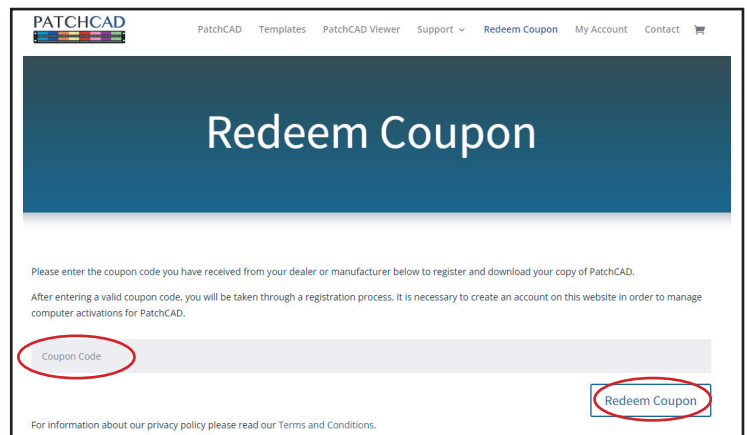 PATCHCAD
PatchCAD Templates PatchCAD Viewer Support Redeem Coupon My Account Contact
Redeem Coupon
Please enter the coupon code you have received from your dealer or manufacturer below to register and download your copy of PatchCAD.
After entering a valid coupon code, you will be taken through a registration process. It is necessary to create an account on this website in order to manage
computer activations for PatchCAD.
Coupon Code
Redeem Coupon
For information about our privacy policy please read our Terms and Conditions.